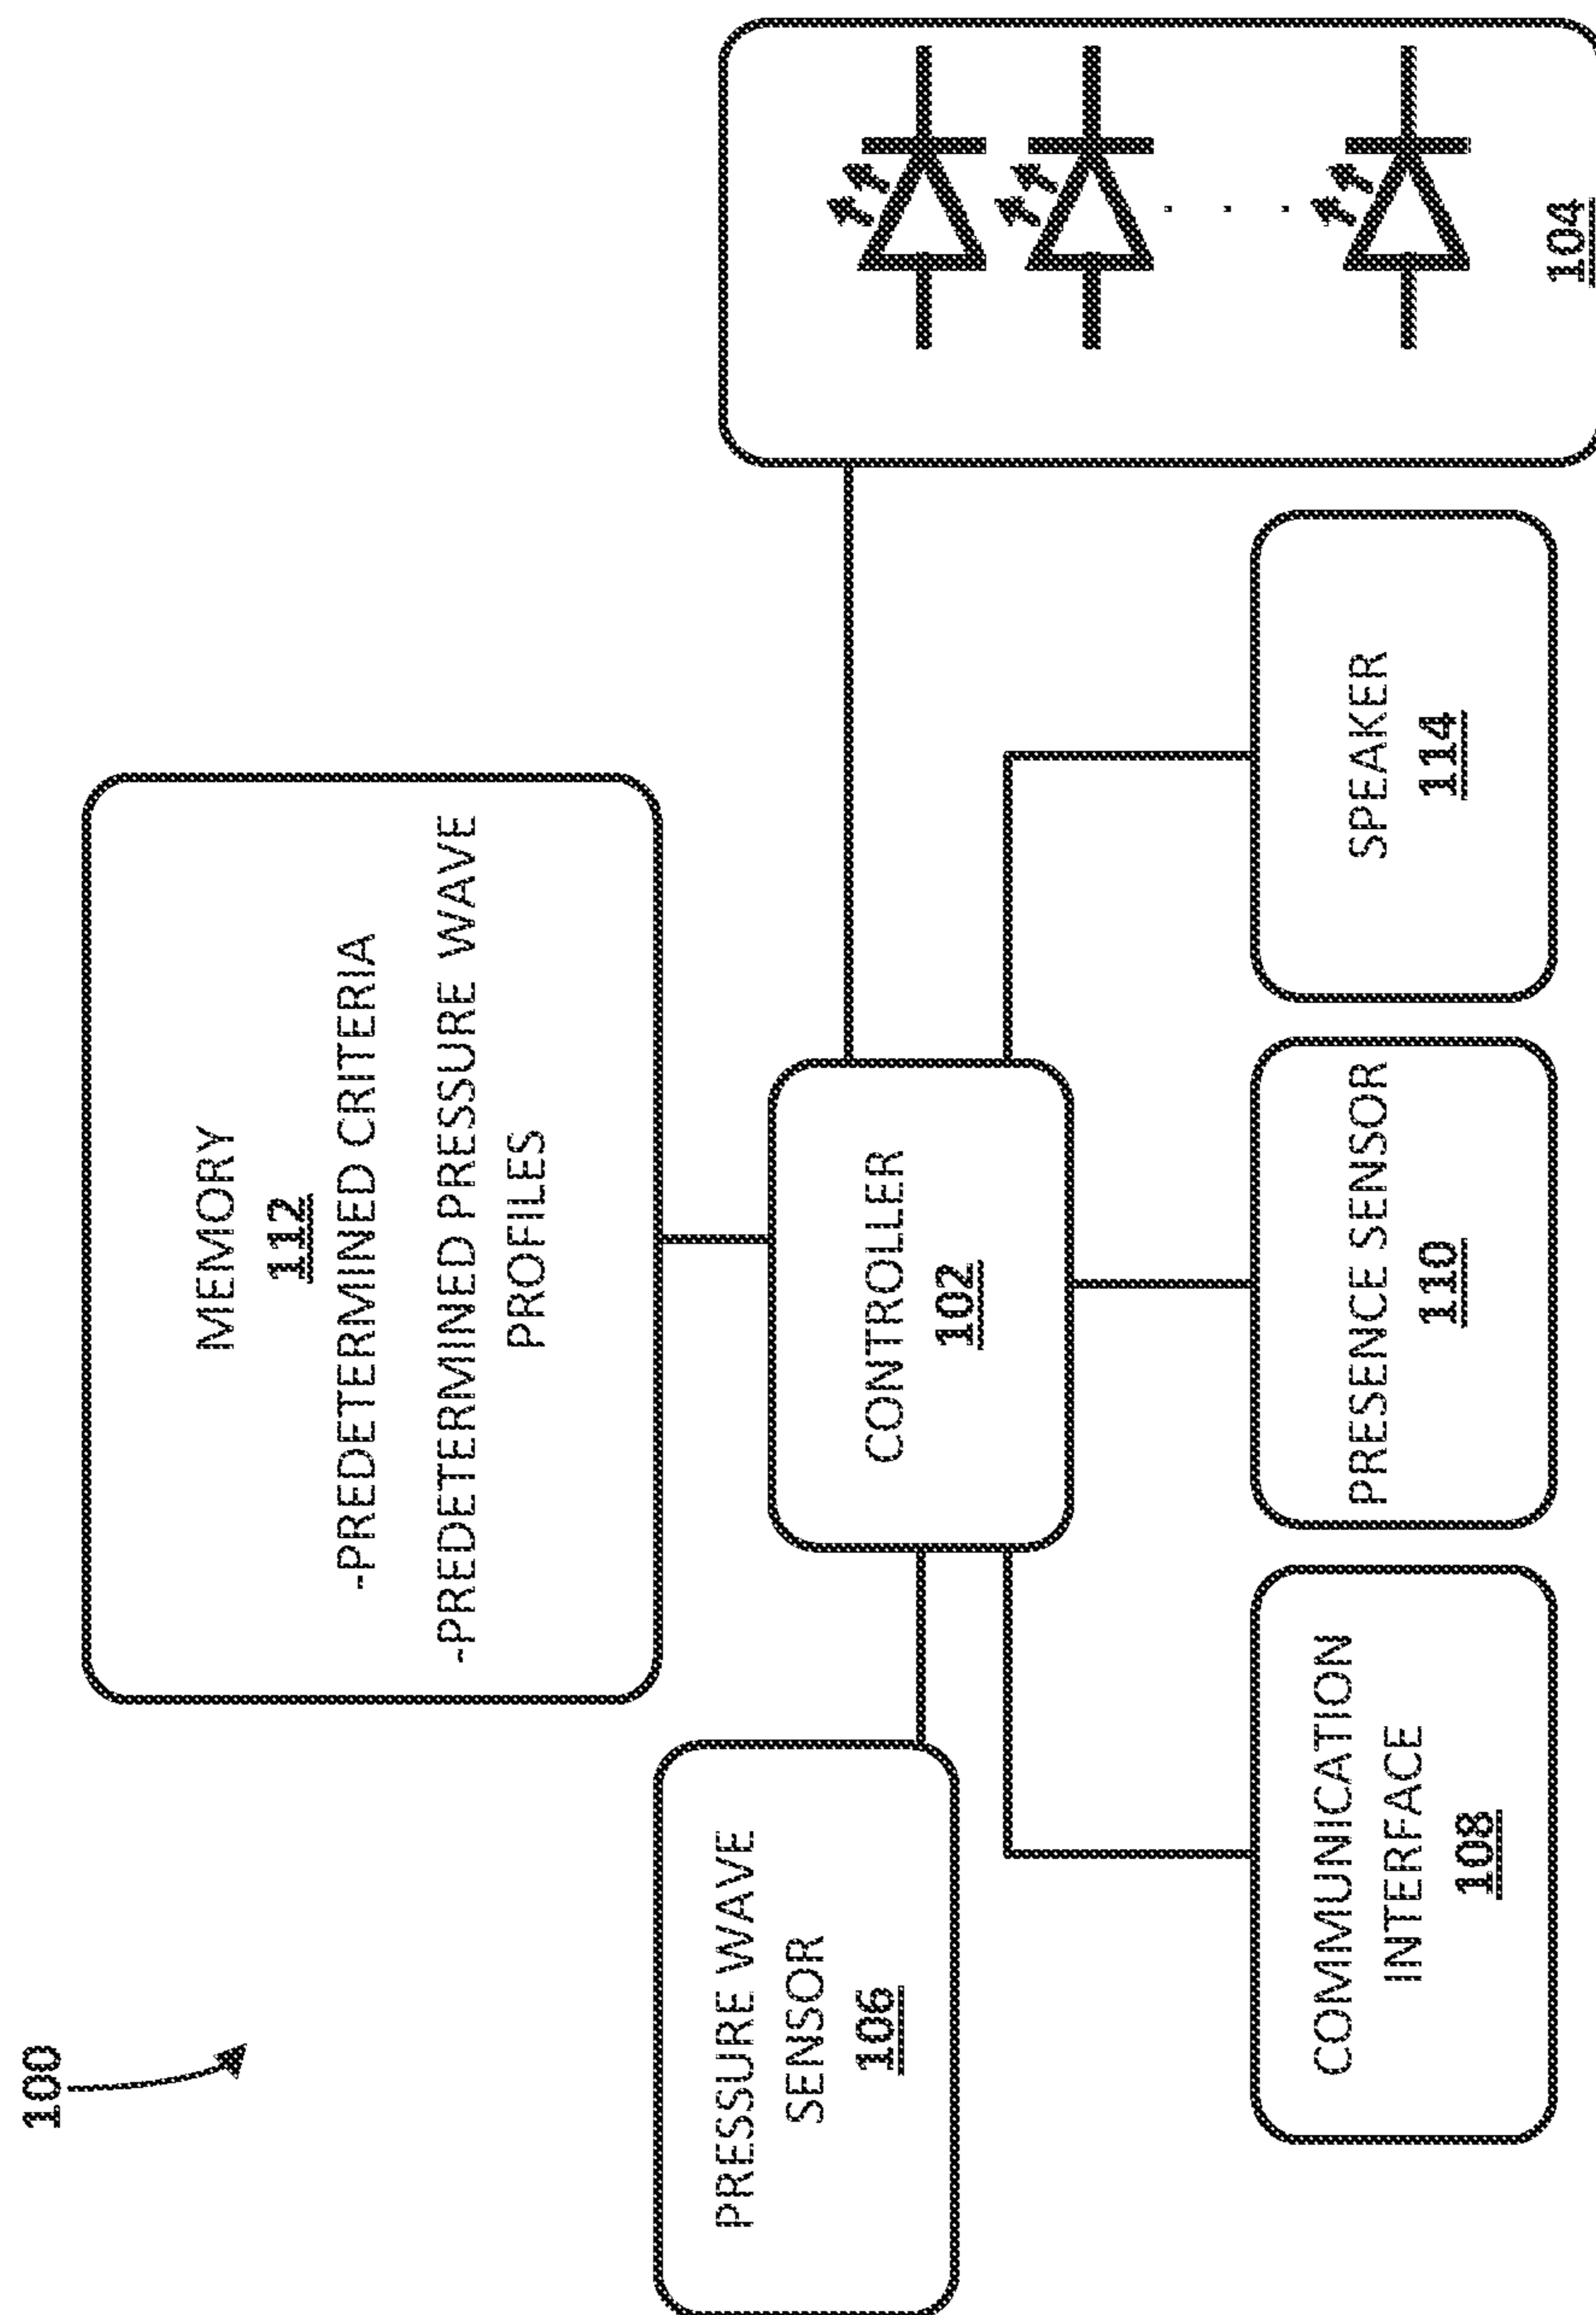 100
MEMORY
112
-PREDETERMINED CRITERIA
-PREDETERMINED PRESSURE WAVE
PROFILES
PRESSURE WAVE
SENSOR
106
CONTROLLER
102
COMMUNICATION
INTERFACE
108
PRESENCE SENSOR
110
SPEAKER
114
104